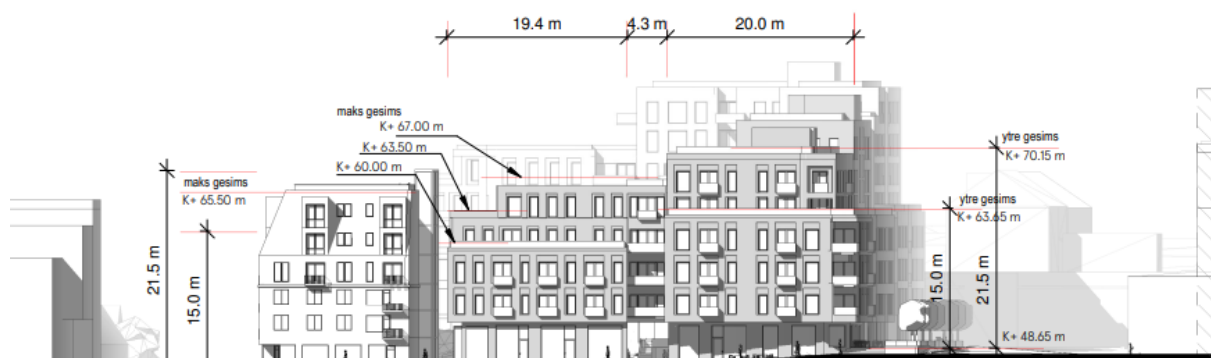 19.4 m 4.3 m 20.0 m
maks gesims
K+ 67.00 m
K+ 63.50 m
K+ 60.00 m
maks gesims
K+ 65.50 m
21.5 m
15.0 m
ytre gesims
K+ 70.15 m
ytre gesims
K+ 63.65 m
15.0 m
21.5 m
K+ 48.65 m